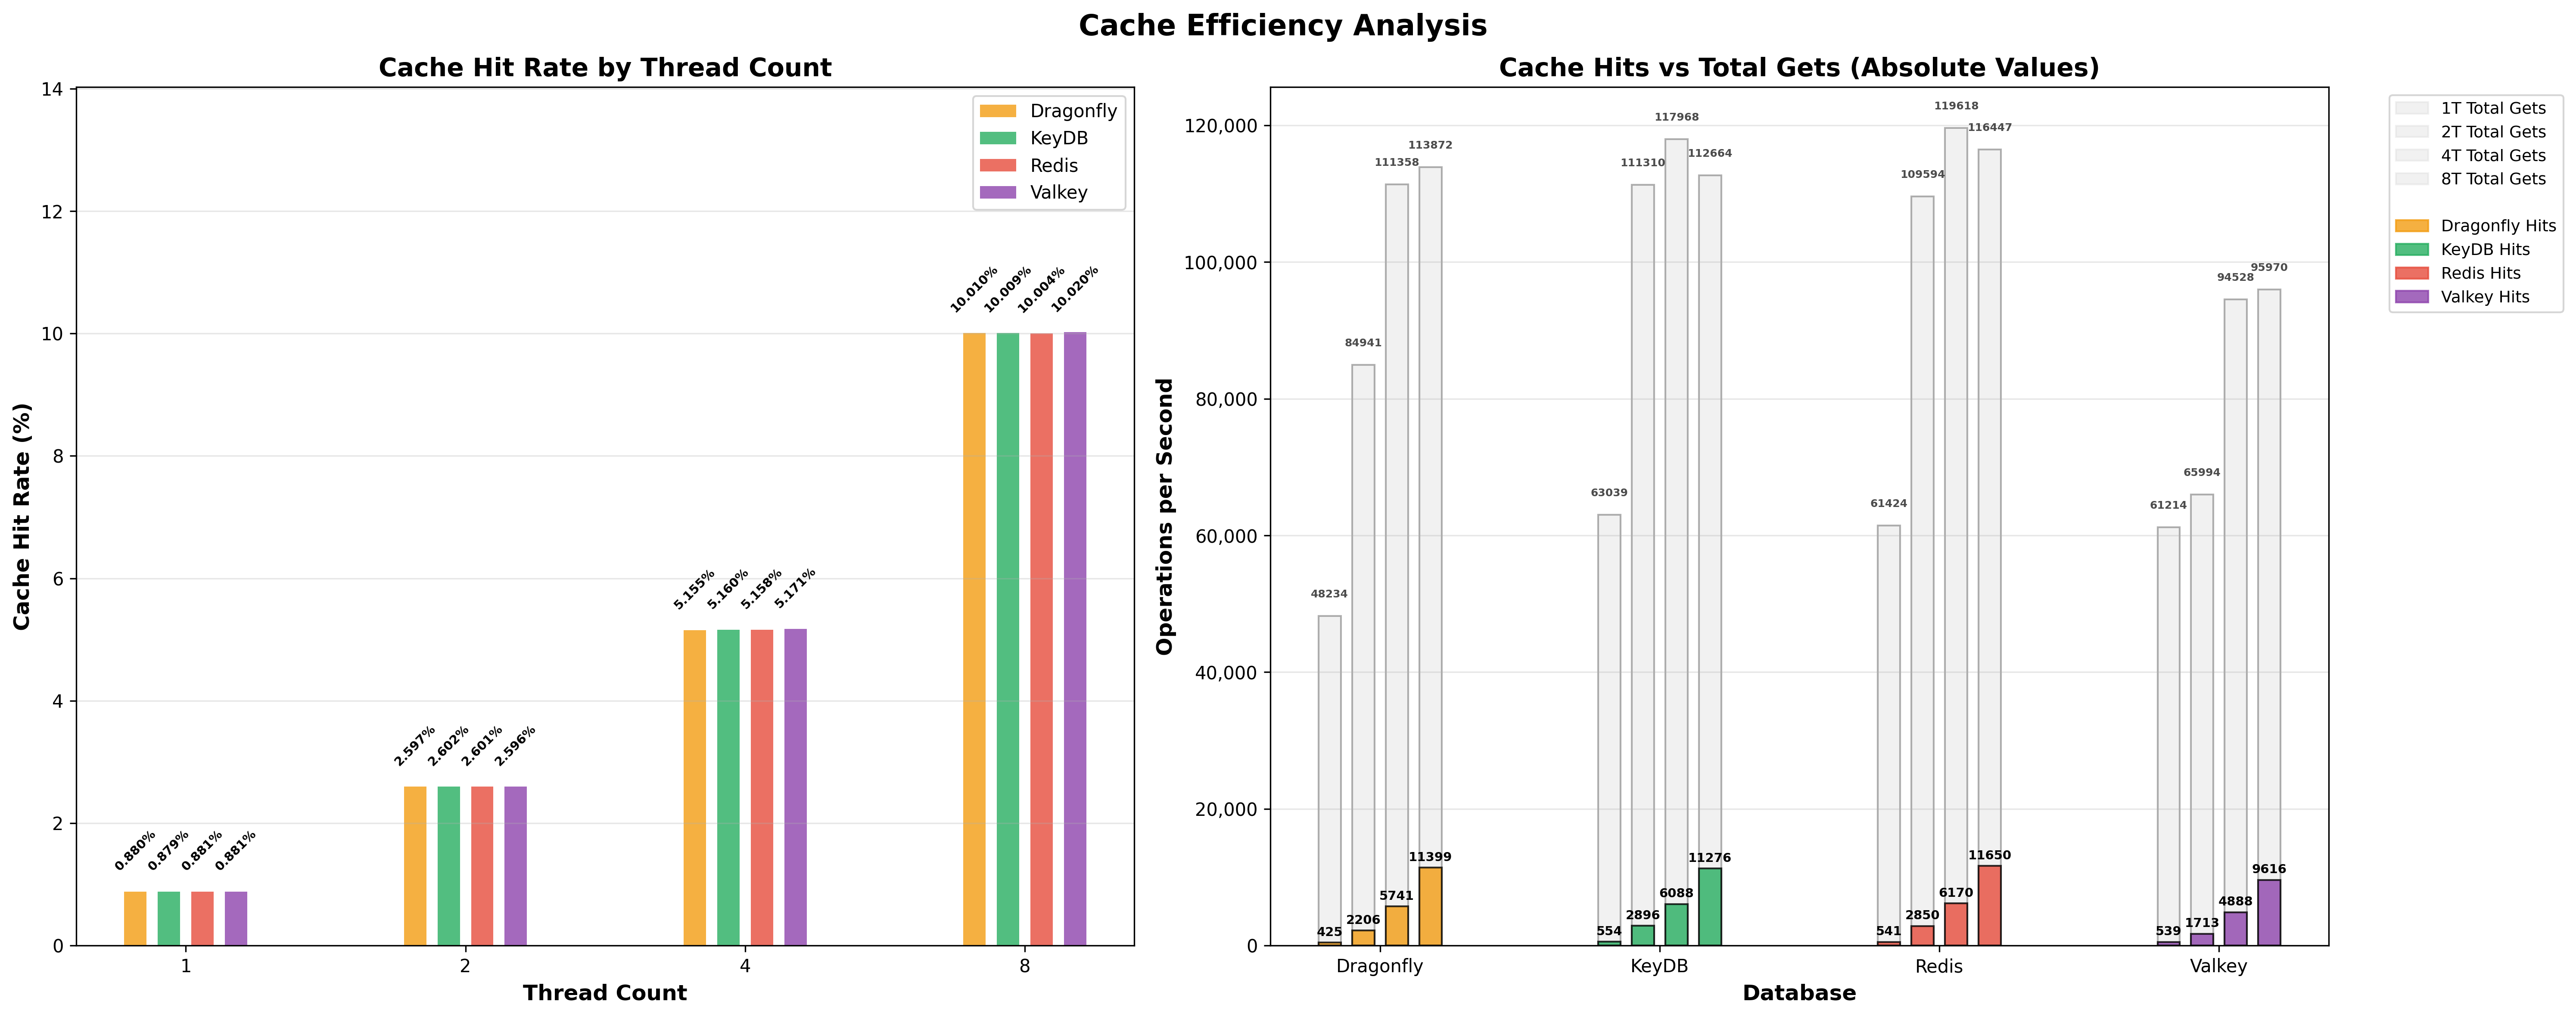 Cache Efficiency Analysis
Cache Hit Rate by Thread Count
Cache Hit Rate (%)
14
12
10
8
6
4
2
0
Dragonfly
KeyDB
Redis
Valkey
0.880%
0.879%
0.881%
0.881%
2.597%
2.602%
2.601%
2.596%
5.155%
5.160%
5.158%
5.171%
10.010%
10.009%
10.004%
10.020%
1
2
4
8
Thread Count
Cache Hits vs Total Gets (Absolute Values)
Operations per Second
120,000
100,000
80,000
60,000
40,000
20,000
0
48234
84941
111358
113872
63039
111310
117968
112664
61424
109594
119618
116447
61214
65994
94528
95970
425
2206
5741
11399
554
2896
6088
11276
541
2850
6170
11650
539
1713
4888
9616
Dragonfly
KeyDB
Redis
Valkey
Database
1T Total Gets
2T Total Gets
4T Total Gets
8T Total Gets
Dragonfly Hits
KeyDB Hits
Redis Hits
Valkey Hits